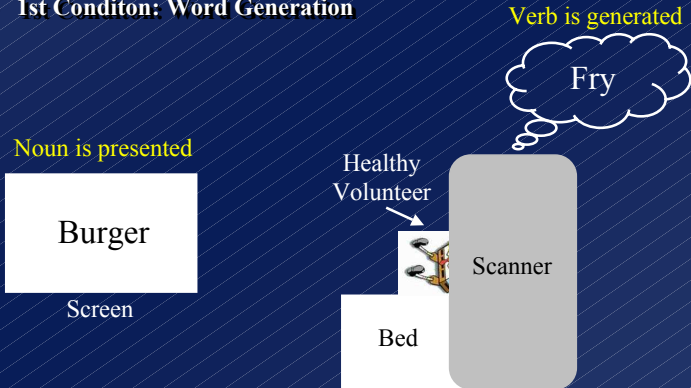 1st Conditon: Word Generation
Verb is generated
Fry
Noun is presented
Healthy
Volunteer
Burger
Scanner
Screen
Bed